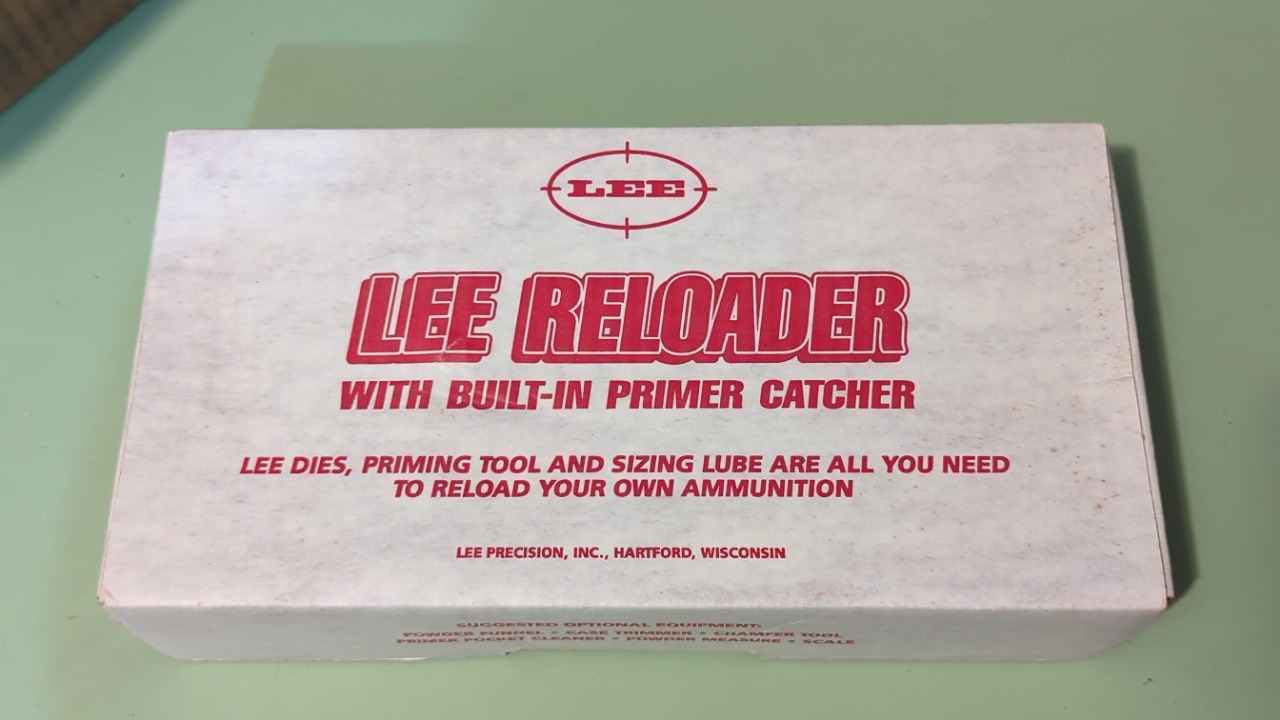 LEE
LEE RELOADER
WITH BUILT-IN PRIMER CATCHER
LEE DIES, PRIMING TOOL AND SIZING LUBE ARE ALL YOU NEED
TO RELOAD YOUR OWN AMMUNITION
LEE PRECISION, INC., HARTFORD, WISCONSIN
SUGGESTED OPTIONAL EQUIPMENT:
POWDER FUNNEL • CASE TRIMMER • CHAMFER TOOL
PRIMER POCKET CLEANER • POWDER MEASURE • SCALE